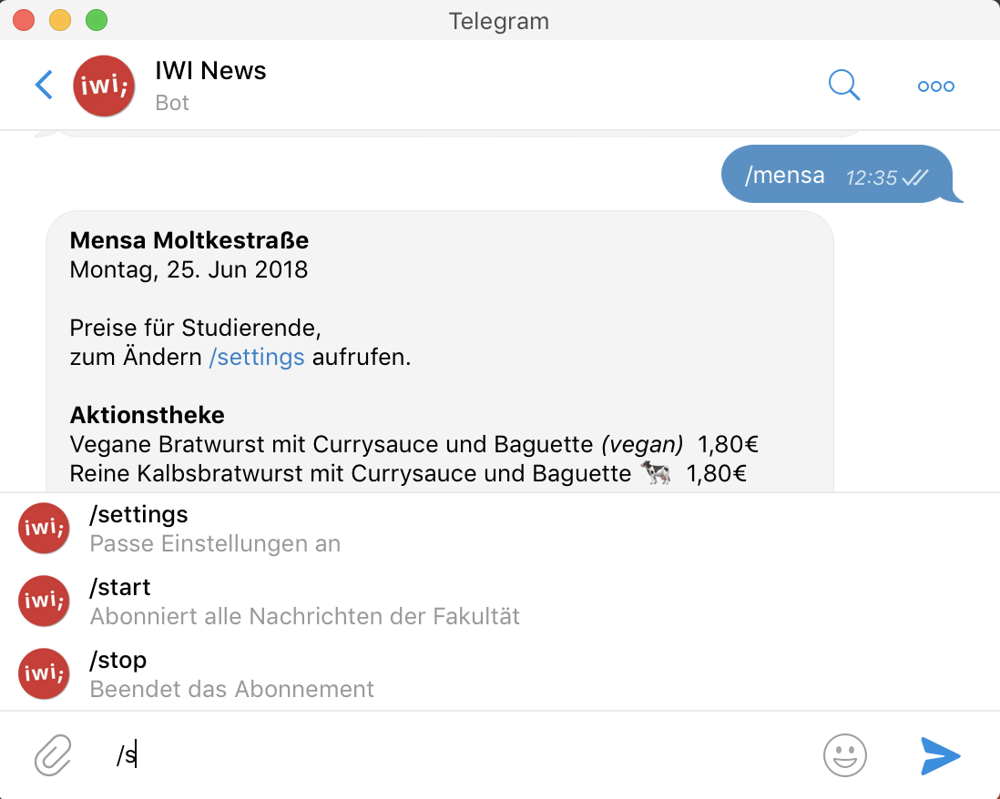 Telegram
iwi;
IWI News
Bot
/mensa 12:35
Mensa Moltkestraße
Montag, 25. Jun 2018
Preise für Studierende,
zum Ändern /settings aufrufen.
Aktionstheke
Vegane Bratwurst mit Currysauce und Baguette (vegan) 1,80€
Reine Kalbsbratwurst mit Currysauce und Baguette 🐄 1,80€
iwi;
/settings
Passe Einstellungen an
iwi;
/start
Abonniert alle Nachrichten der Fakultät
iwi;
/stop
Beendet das Abonnement
/s